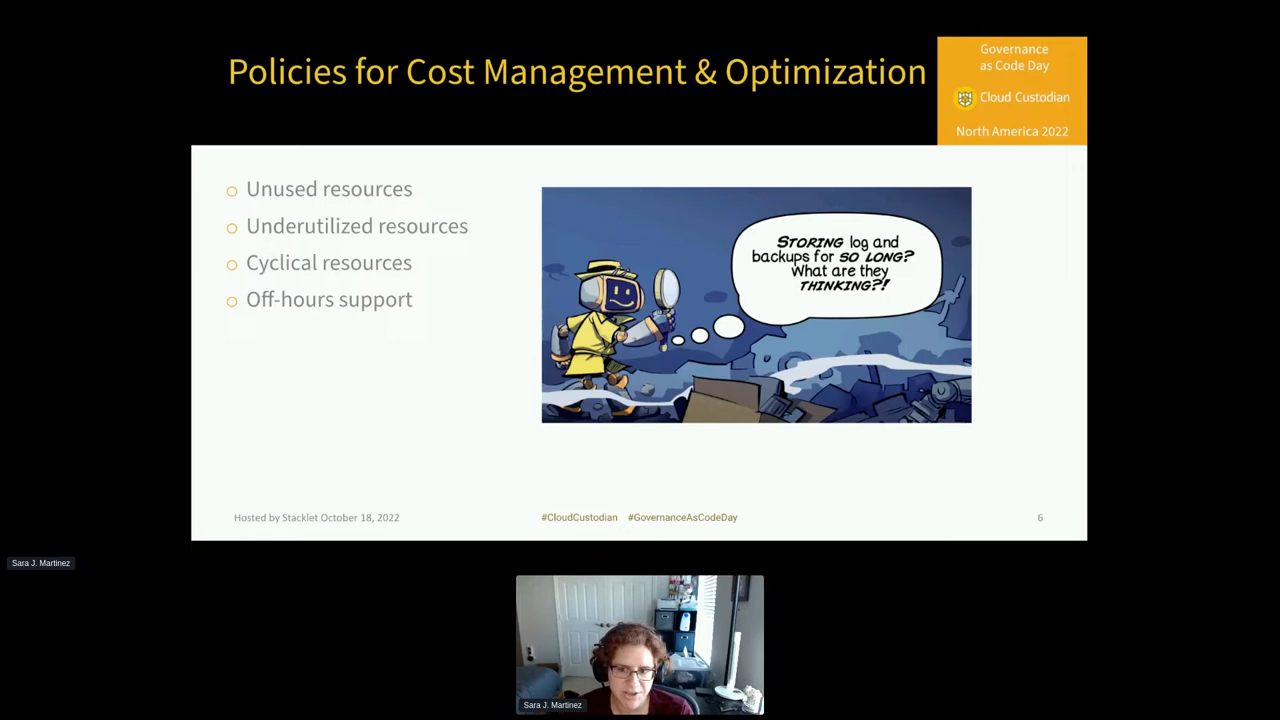 Policies for Cost Management & Optimization
Governance
as Code Day
Cloud Custodian
North America 2022
Unused resources
Underutilized resources
Cyclical resources
Off-hours support
STORING log and
backups for SO LONG?
What are they
THINKING?!
Hosted by Stacklet October 18, 2022
#CloudCustodian #GovernanceAsCodeDay
6
Sara J. Martinez
Sara J. Martinez